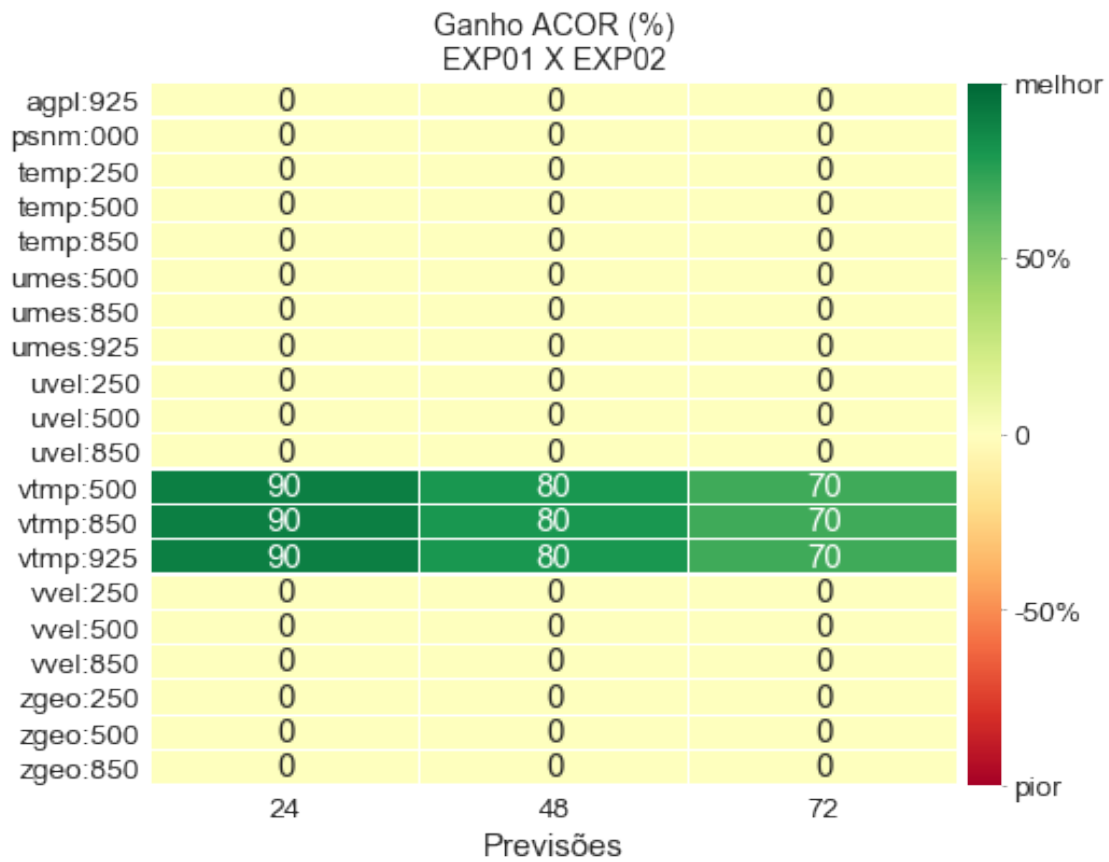 Ganho ACOR (%)
EXP01 X EXP02
agpl:925 0 0 0
psnm:000 0 0 0
temp:250 0 0 0
temp:500 0 0 0
temp:850 0 0 0
umes:500 0 0 0
umes:850 0 0 0
umes:925 0 0 0
uvel:250 0 0 0
uvel:500 0 0 0
uvel:850 0 0 0
vtmp:500 90 80 70
vtmp:850 90 80 70
vtmp:925 90 80 70
vvel:250 0 0 0
vvel:500 0 0 0
vvel:850 0 0 0
zgeo:250 0 0 0
zgeo:500 0 0 0
zgeo:850 0 0 0
24 48 72
Previsões
melhor
50%
0
-50%
pior